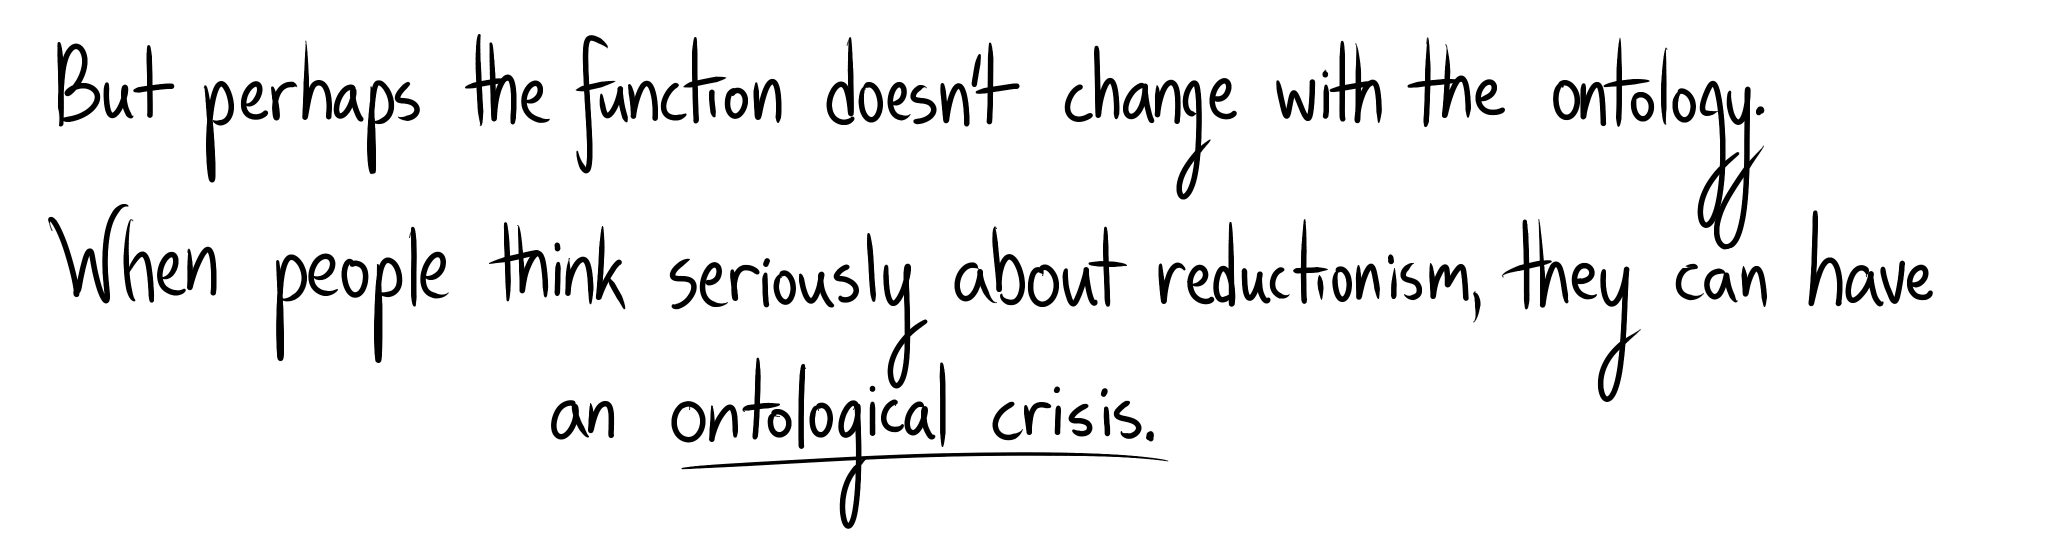 But perhaps the function doesn't change with the ontology.
When people think seriously about reductionism, they can have
an ontological crisis.